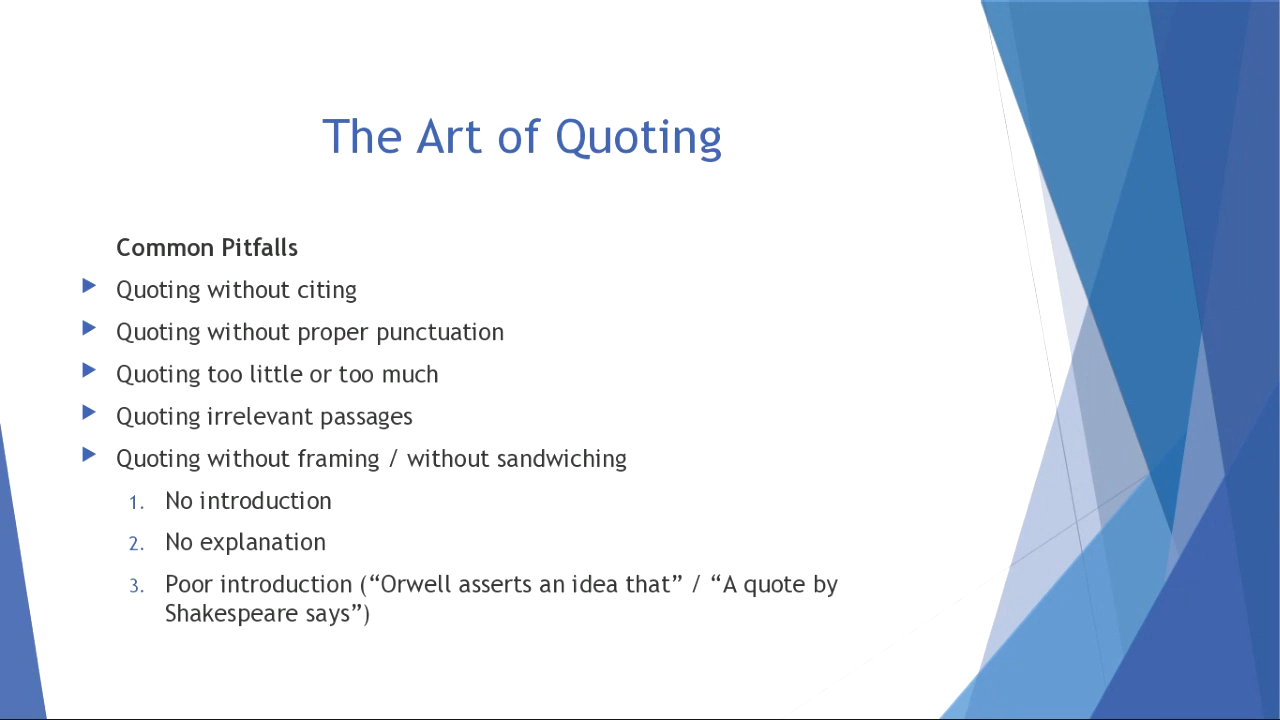 The Art of Quoting
Common Pitfalls
Quoting without citing
Quoting without proper punctuation
Quoting too little or too much
Quoting irrelevant passages
Quoting without framing / without sandwiching
1. No introduction
2. No explanation
3. Poor introduction (“Orwell asserts an idea that” / “A quote by
Shakespeare says”)